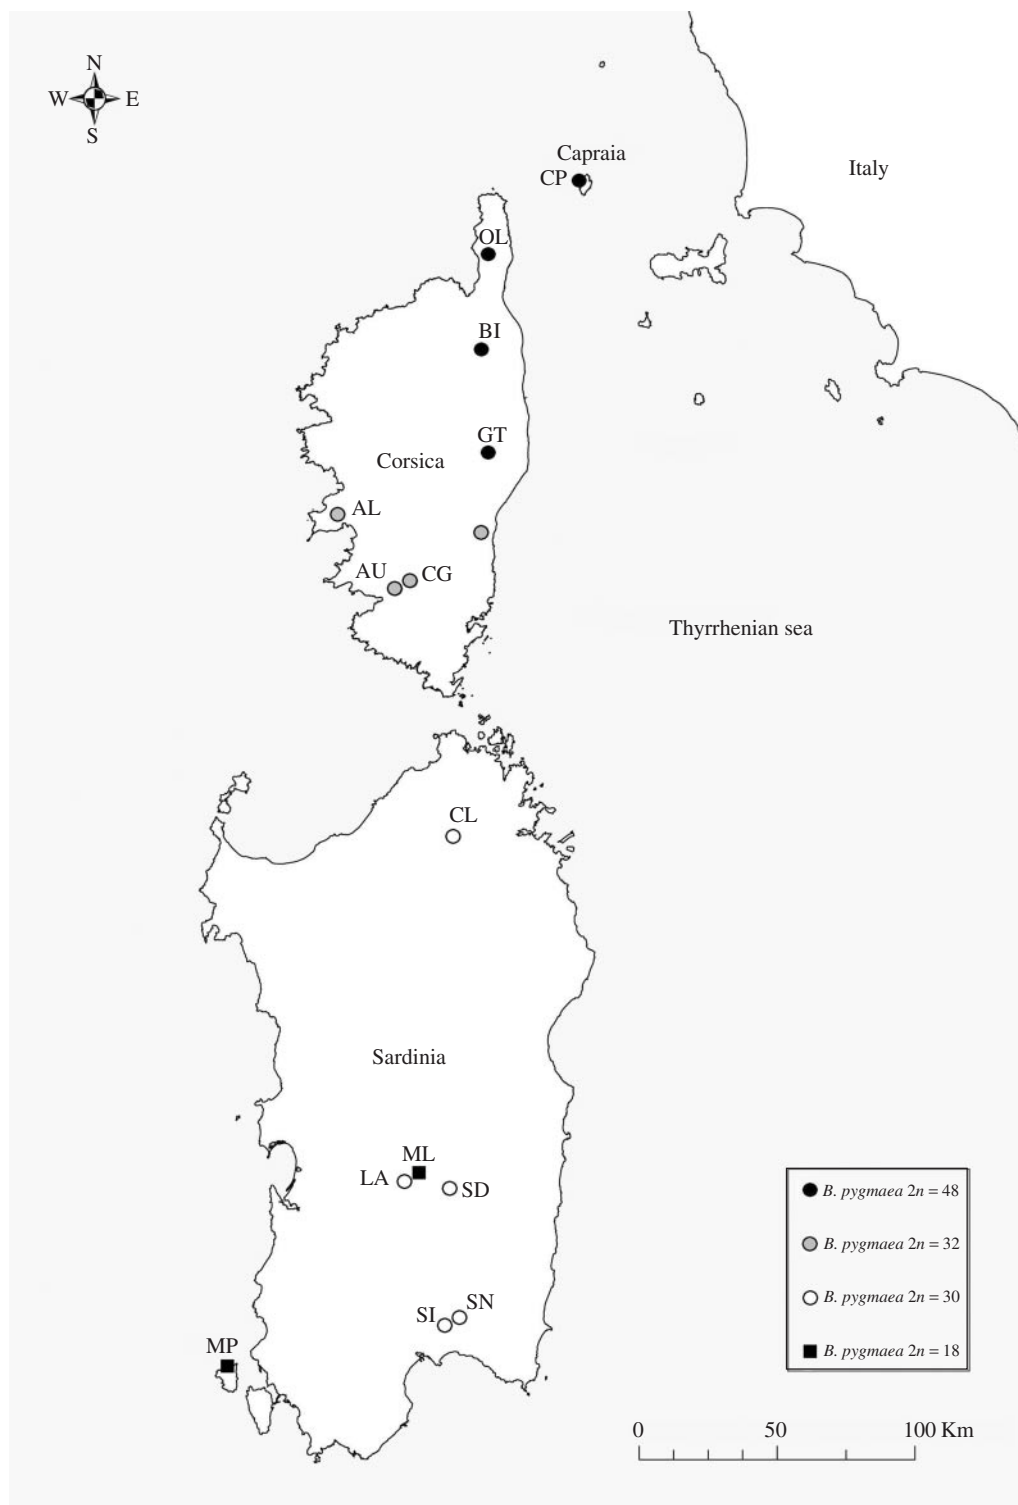 N
W E
S
Capraia
CP
Italy
OL
BI
GT
Corsica
AL
AU CG
Thyrrhenian sea
CL
Sardinia
ML
LA
SD
SN
SI
MP
B. pygmaea 2n = 48
B. pygmaea 2n = 32
B. pygmaea 2n = 30
B. pygmaea 2n = 18
0 50 100 Km